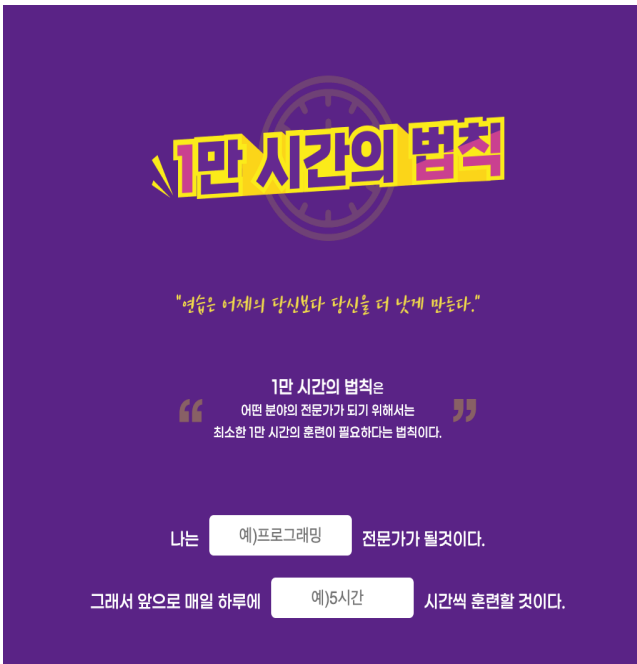 1만 시간의 법칙
"연습은 어제의 당신보다 당신을 더 낫게 만든다."
1만 시간의 법칙은
“ 어떤 분야의 전문가가 되기 위해서는 ”
최소한 1만 시간의 훈련이 필요하다는 법칙이다.
나는 예)프로그래밍 전문가가 될것이다.
그래서 앞으로 매일 하루에 예)5시간 시간씩 훈련할 것이다.